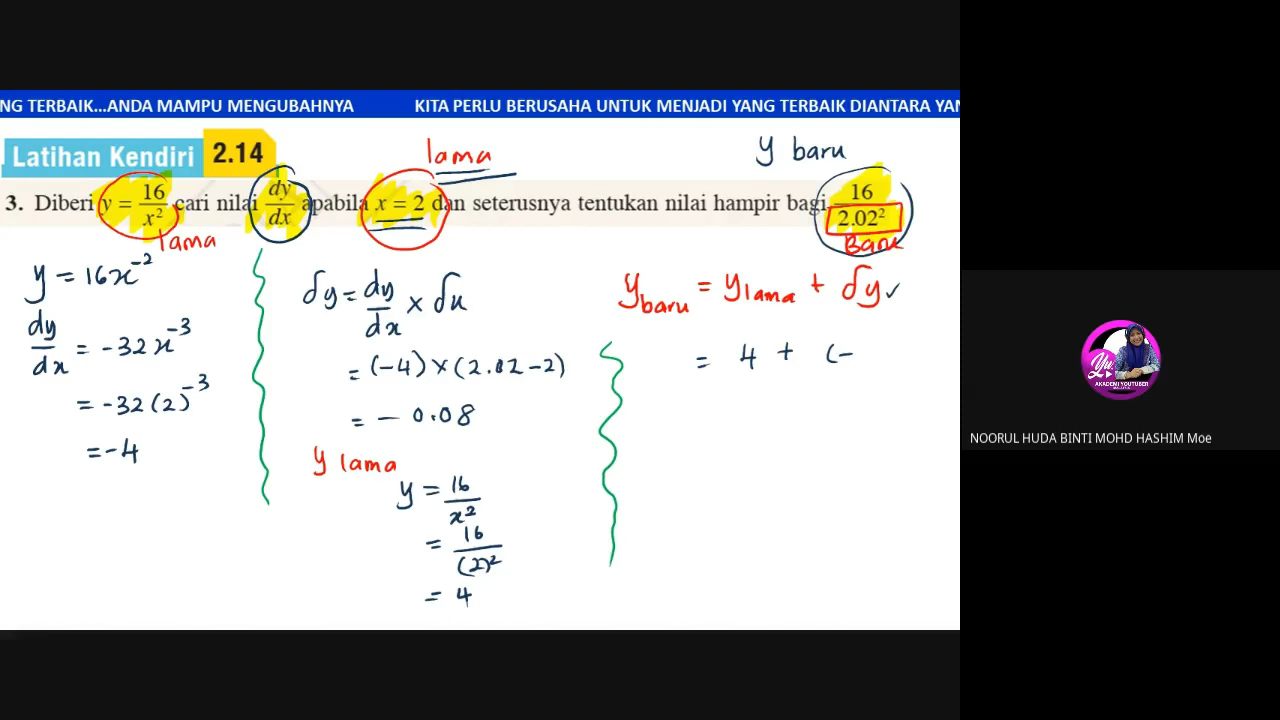 NG TERBAIK...ANDA MAMPU MENGUBAHNYA KITA PERLU BERUSAHA UNTUK MENJADI YANG TERBAIK DIANTARA YAN
Latihan Kendiri 2.14
lama
y baru
3. Diberi y = 16/x² cari nilai dy/dx apabila x = 2 dan seterusnya tentukan nilai hampir bagi 16/2.02²
lama
Baru
y = 16x⁻²
dy/dx = -32x⁻³
= -32(2)⁻³
= -4
δy = dy/dx × δx
= (-4) × (2.02 - 2)
= - 0.08
y lama
y = 16/x²
= 16/(2)²
= 4
y baru = y lama + δy ✓
= 4 + (-
Yu.
AKADEMI YOUTUBER
NOORUL HUDA BINTI MOHD HASHIM Moe